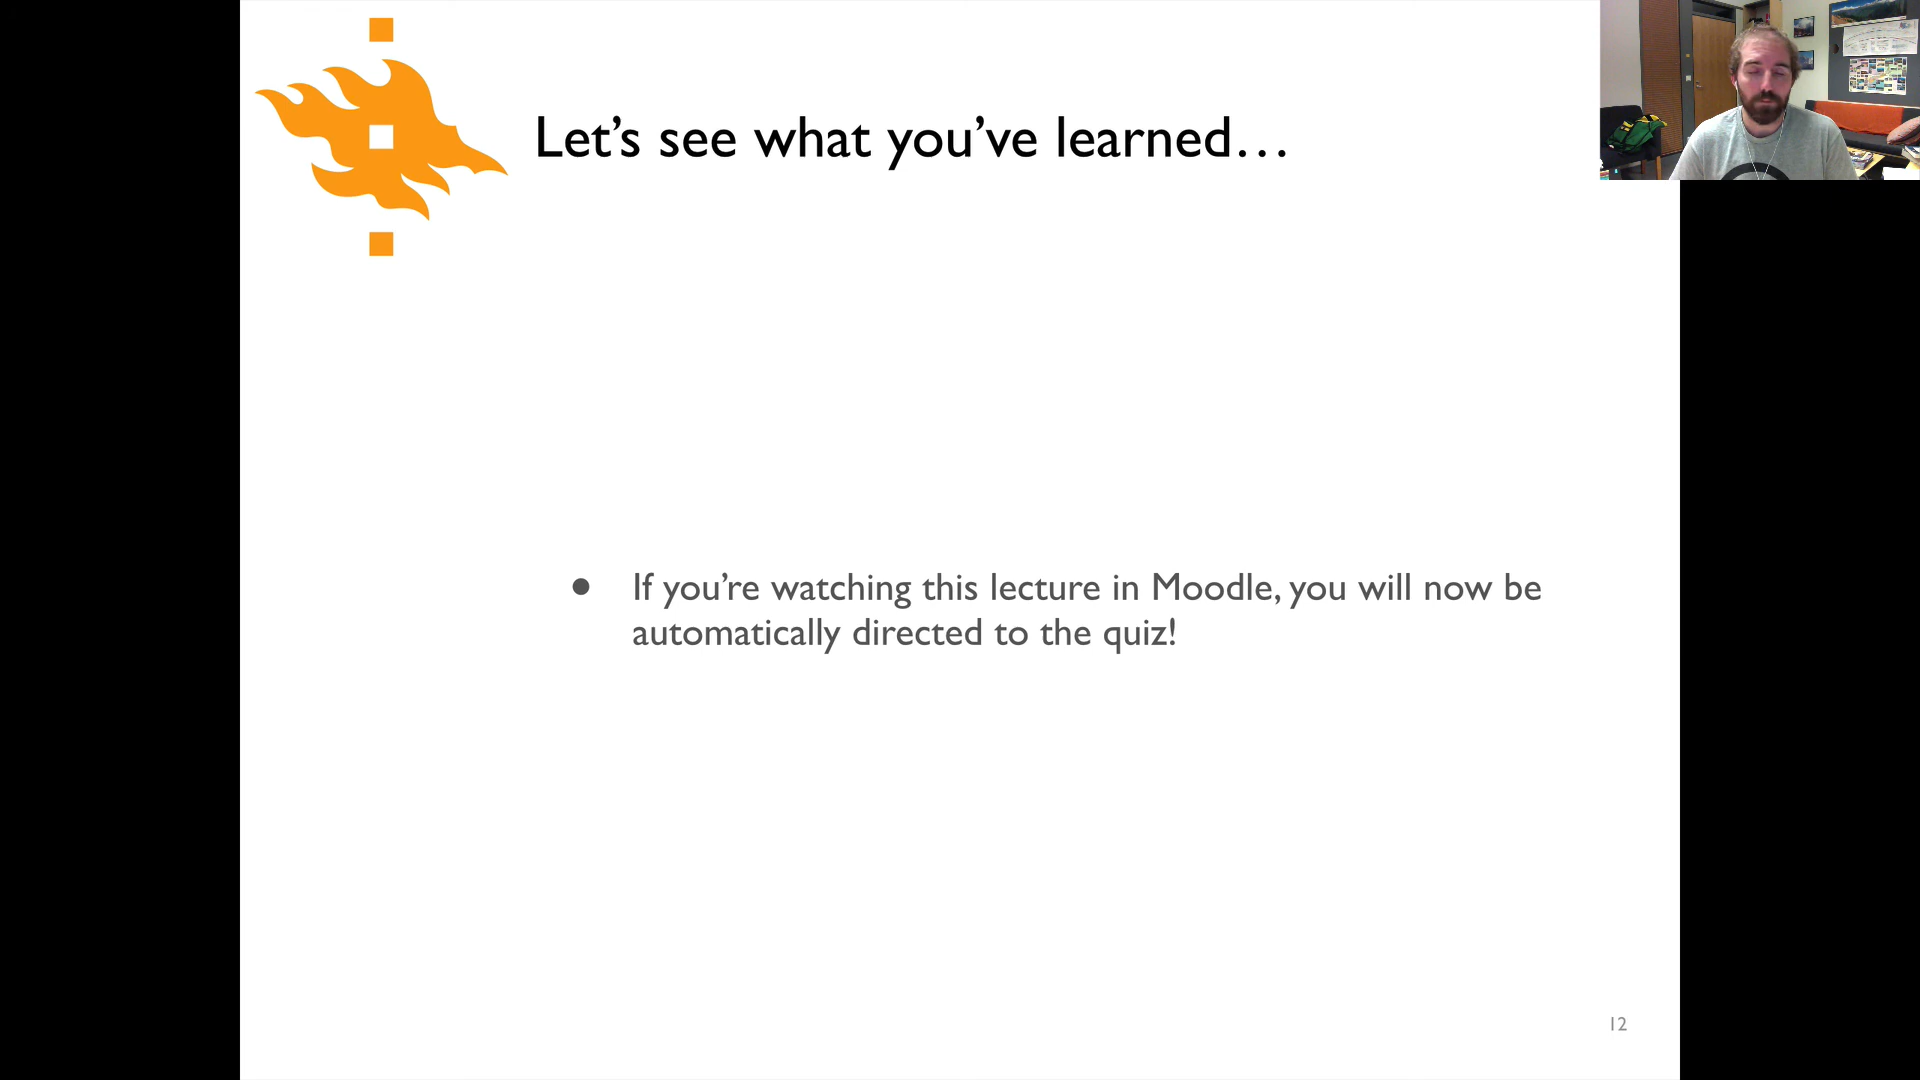 Let’s see what you’ve learned…
● If you’re watching this lecture in Moodle, you will now be
automatically directed to the quiz!
12